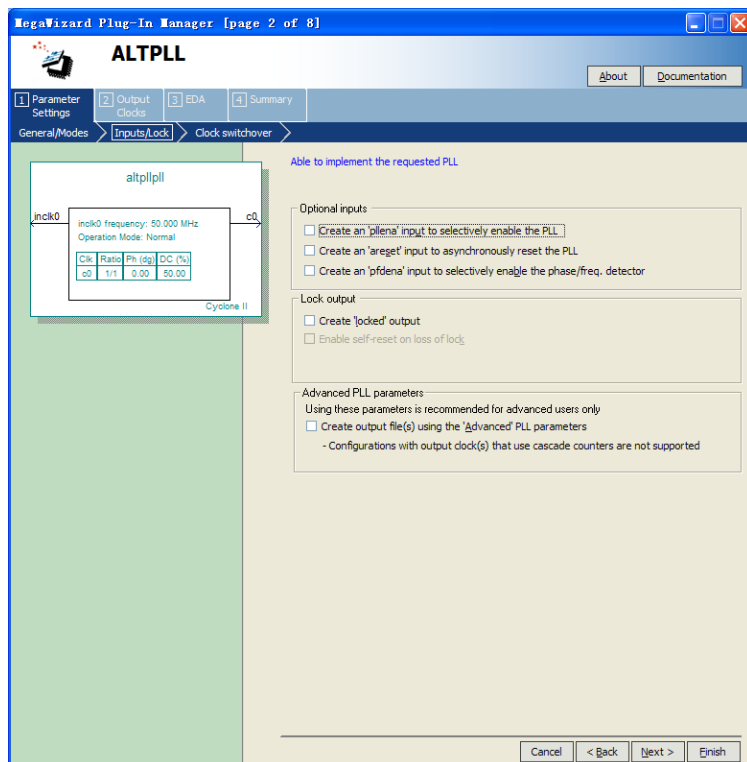 MegaWizard Plug-In Manager [page 2 of 8]
ALTPLL
About
Documentation
1 Parameter Settings
2 Output Clocks
3 EDA
4 Summary
General/Modes
Inputs/Lock
Clock switchover
altpllpll
inclk0
c0
inclk0 frequency: 50.000 MHz
Operation Mode: Normal
Clk Ratio Ph (dg) DC (%)
c0 1/1 0.00 50.00
Cyclone II
Able to implement the requested PLL
Optional inputs
Create an 'pllena' input to selectively enable the PLL
Create an 'areset' input to asynchronously reset the PLL
Create an 'pfdena' input to selectively enable the phase/freq. detector
Lock output
Create 'locked' output
Enable self-reset on loss of lock
Advanced PLL parameters
Using these parameters is recommended for advanced users only
Create output file(s) using the 'Advanced' PLL parameters
- Configurations with output clock(s) that use cascade counters are not supported
Cancel
< Back
Next >
Finish